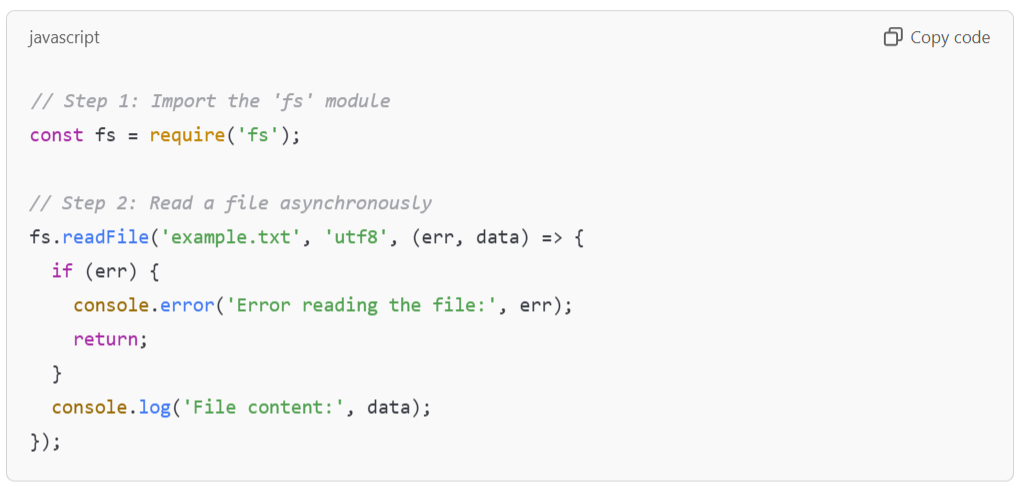 javascript
Copy code
// Step 1: Import the 'fs' module
const fs = require('fs');
// Step 2: Read a file asynchronously
fs.readFile('example.txt', 'utf8', (err, data) => {
  if (err) {
    console.error('Error reading the file:', err);
    return;
  }
  console.log('File content:', data);
});